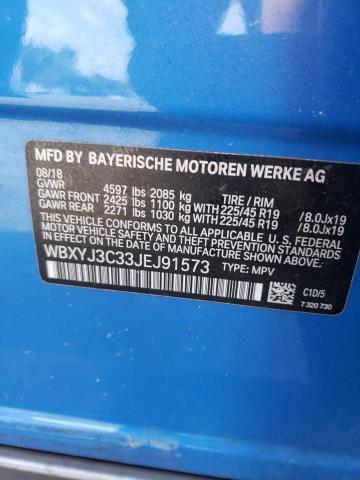 MFD BY BAYERISCHE MOTOREN WERKE AG
08/18
GVWR 4597 lbs 2085 kg TIRE / RIM
GAWR FRONT 2425 lbs 1100 kg WITH 225/45 R19 /8.0Jx19
GAWR REAR 2271 lbs 1030 kg WITH 225/45 R19 /8.0Jx19
THIS VEHICLE CONFORMS TO ALL APPLICABLE U.S. FEDERAL
MOTOR VEHICLE SAFETY, BUMPER, AND THEFT PREVENTION
STANDARDS IN EFFECT ON THE DATE OF MANUFACTURE SHOWN ABOVE.
WBXYJ3C33JEJ91573 TYPE: MPV
C1D/5
7 320 730